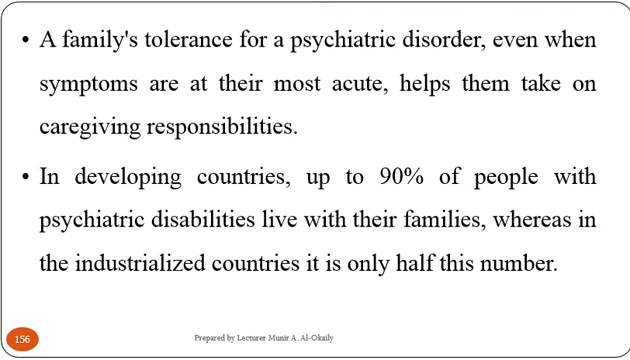 • A family's tolerance for a psychiatric disorder, even when
symptoms are at their most acute, helps them take on
caregiving responsibilities.
• In developing countries, up to 90% of people with
psychiatric disabilities live with their families, whereas in
the industrialized countries it is only half this number.
156
Prepared by Lecturer Munir A. Al-Okaily